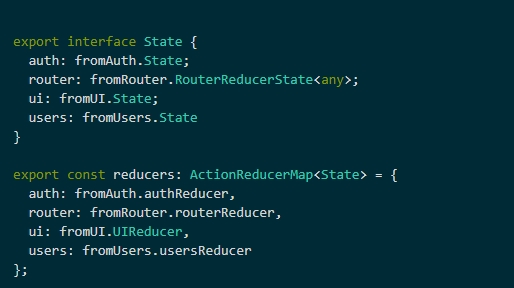 export interface State {
  auth: fromAuth.State;
  router: fromRouter.RouterReducerState<any>;
  ui: fromUI.State;
  users: fromUsers.State
}
export const reducers: ActionReducerMap<State> = {
  auth: fromAuth.authReducer,
  router: fromRouter.routerReducer,
  ui: fromUI.UIReducer,
  users: fromUsers.usersReducer
};